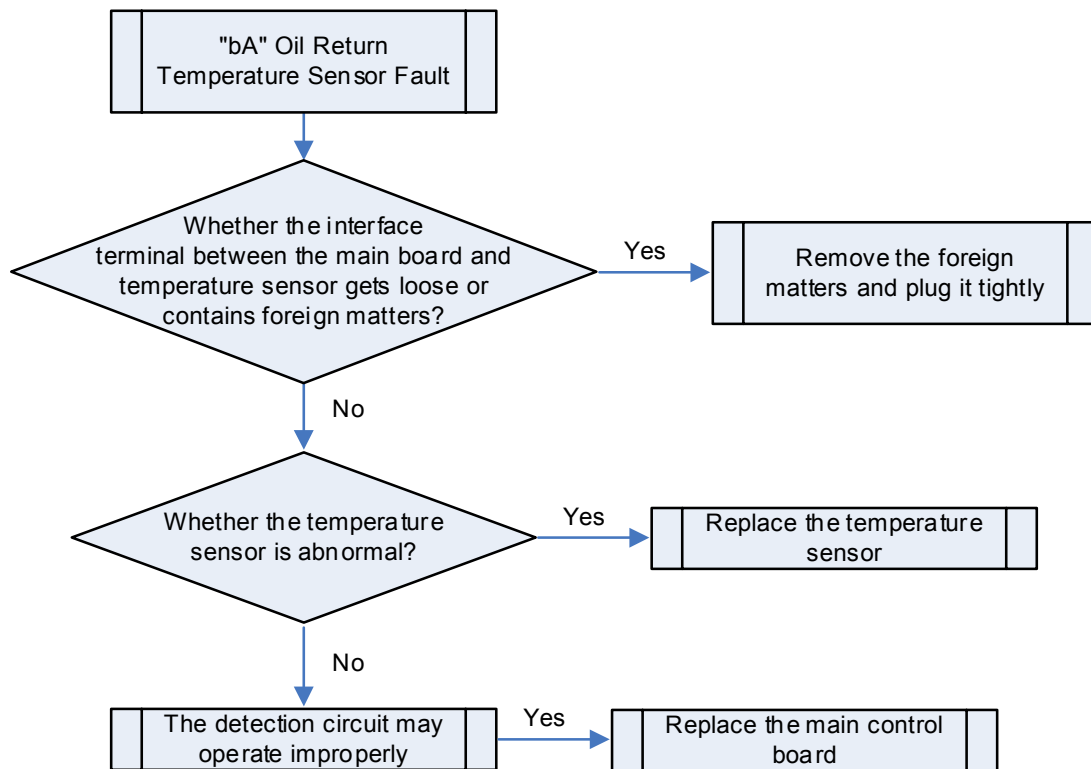 "bA" Oil Return
Temperature Sensor Fault
Whether the interface
terminal between the main board and
temperature sensor gets loose or
contains foreign matters?
Yes
Remove the foreign
matters and plug it tightly
No
Whether the temperature
sensor is abnormal?
Yes
Replace the temperature
sensor
No
The detection circuit may
operate improperly
Yes
Replace the main control
board